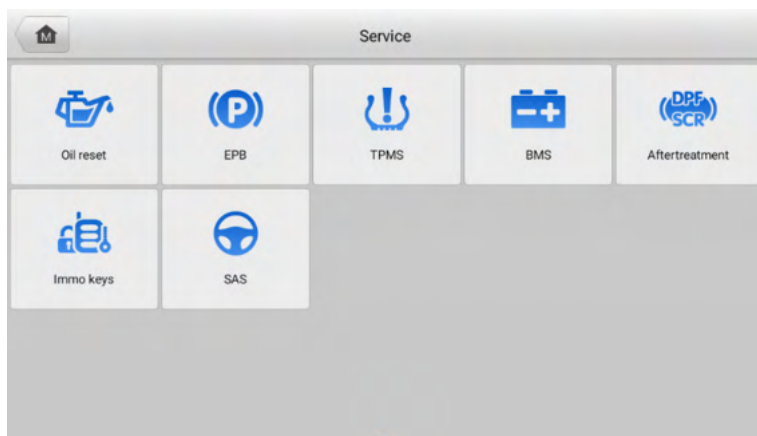 M
Service
Oil reset
P
EPB
TPMS
BMS
DPF
SCR
Aftertreatment
Immo keys
SAS